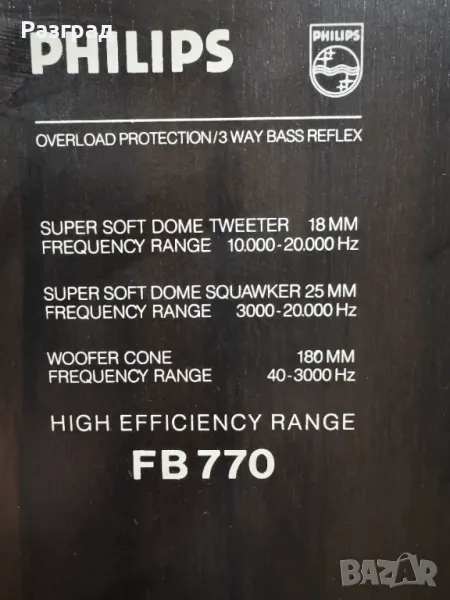 Разград
PHILIPS
PHILIPS
OVERLOAD PROTECTION/3 WAY BASS REFLEX
SUPER SOFT DOME TWEETER 18 MM
FREQUENCY RANGE 10.000-20.000 Hz
SUPER SOFT DOME SQUAWKER 25 MM
FREQUENCY RANGE 3000-20.000 Hz
WOOFER CONE 180 MM
FREQUENCY RANGE 40-3000 Hz
HIGH EFFICIENCY RANGE
FB 770
BAZAR